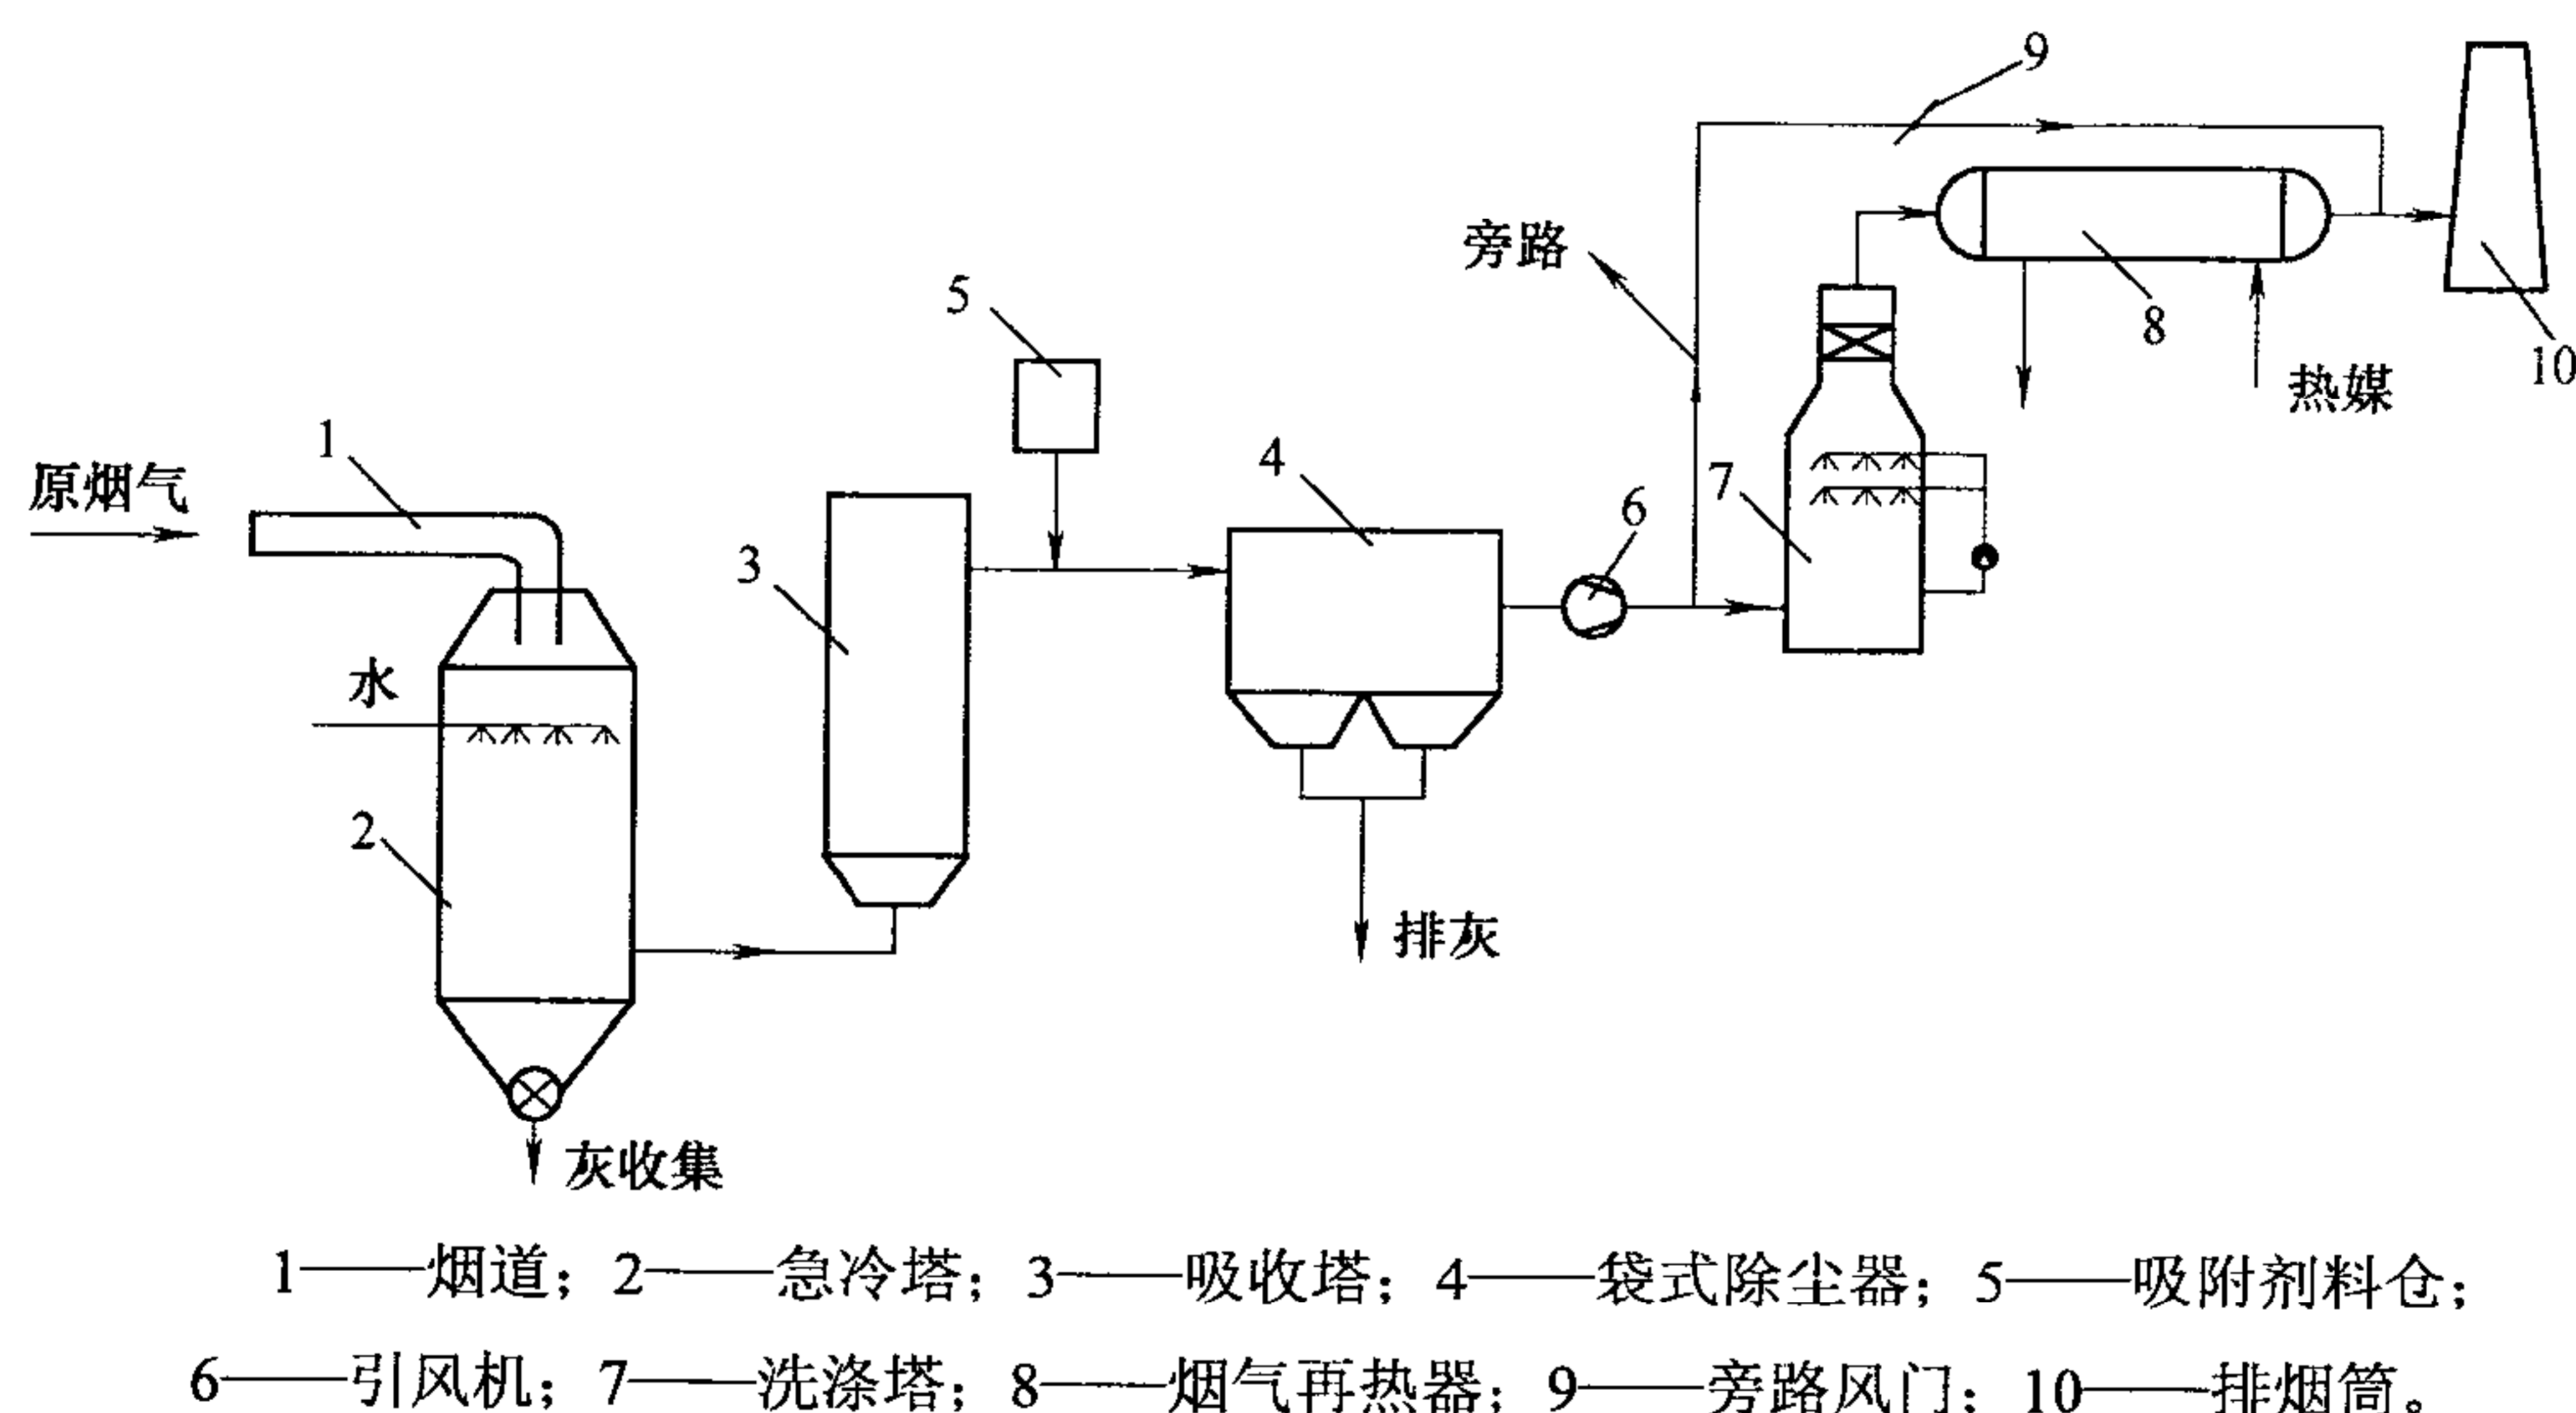 9
旁路
5
8
10
热媒
1
原烟气
4
7
6
3
水
2
排灰
灰收集
1——烟道；2——急冷塔；3——吸收塔；4——袋式除尘器；5——吸附剂料仓；
6——引风机；7——洗涤塔；8——烟气再热器；9——旁路风门；10——排烟筒。